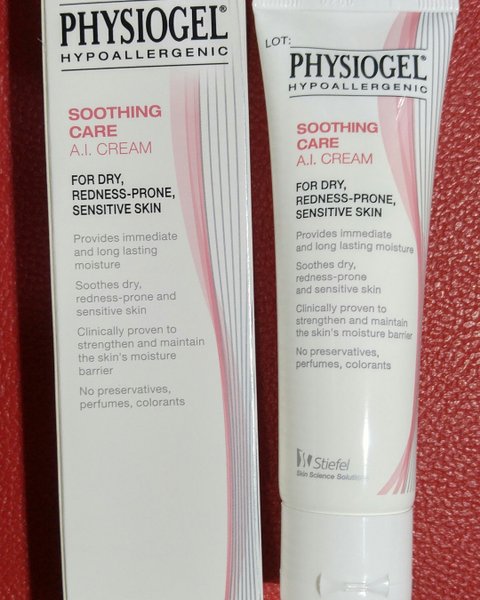 PHYSIOGEL®
HYPOALLERGENIC
SOOTHING
CARE
A.I. CREAM
FOR DRY,
REDNESS-PRONE,
SENSITIVE SKIN
Provides immediate
and long lasting
moisture
Soothes dry,
redness-prone and
sensitive skin
Clinically proven to
strengthen and maintain
the skin's moisture
barrier
No preservatives,
perfumes, colorants
LOT:
PHYSIOGEL®
HYPOALLERGENIC
SOOTHING
CARE
A.I. CREAM
FOR DRY,
REDNESS-PRONE,
SENSITIVE SKIN
Provides immediate
and long lasting moisture
Soothes dry,
redness-prone
and sensitive skin
Clinically proven to
strengthen and maintain
the skin's moisture barrier
No preservatives,
perfumes, colorants
Stiefel
Skin Science Solutions